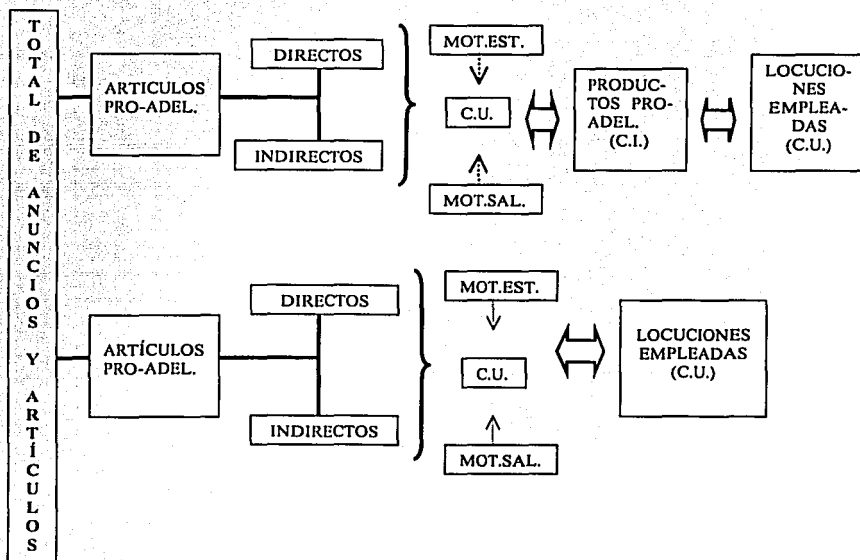 TOTAL DE ANUNCIOS Y ARTÍCULOS
ARTICULOS
PRO-ADEL.
DIRECTOS
INDIRECTOS
MOT.EST.
C.U.
MOT.SAL.
PRODUC-
TOS PRO-
ADEL.
(C.I.)
LOCUCIO-
NES
EMPLEA-
DAS
(C.U.)
ARTÍCULOS
PRO-ADEL.
DIRECTOS
INDIRECTOS
MOT.EST.
C.U.
MOT.SAL.
LOCUCIONES
EMPLEADAS
(C.U.)